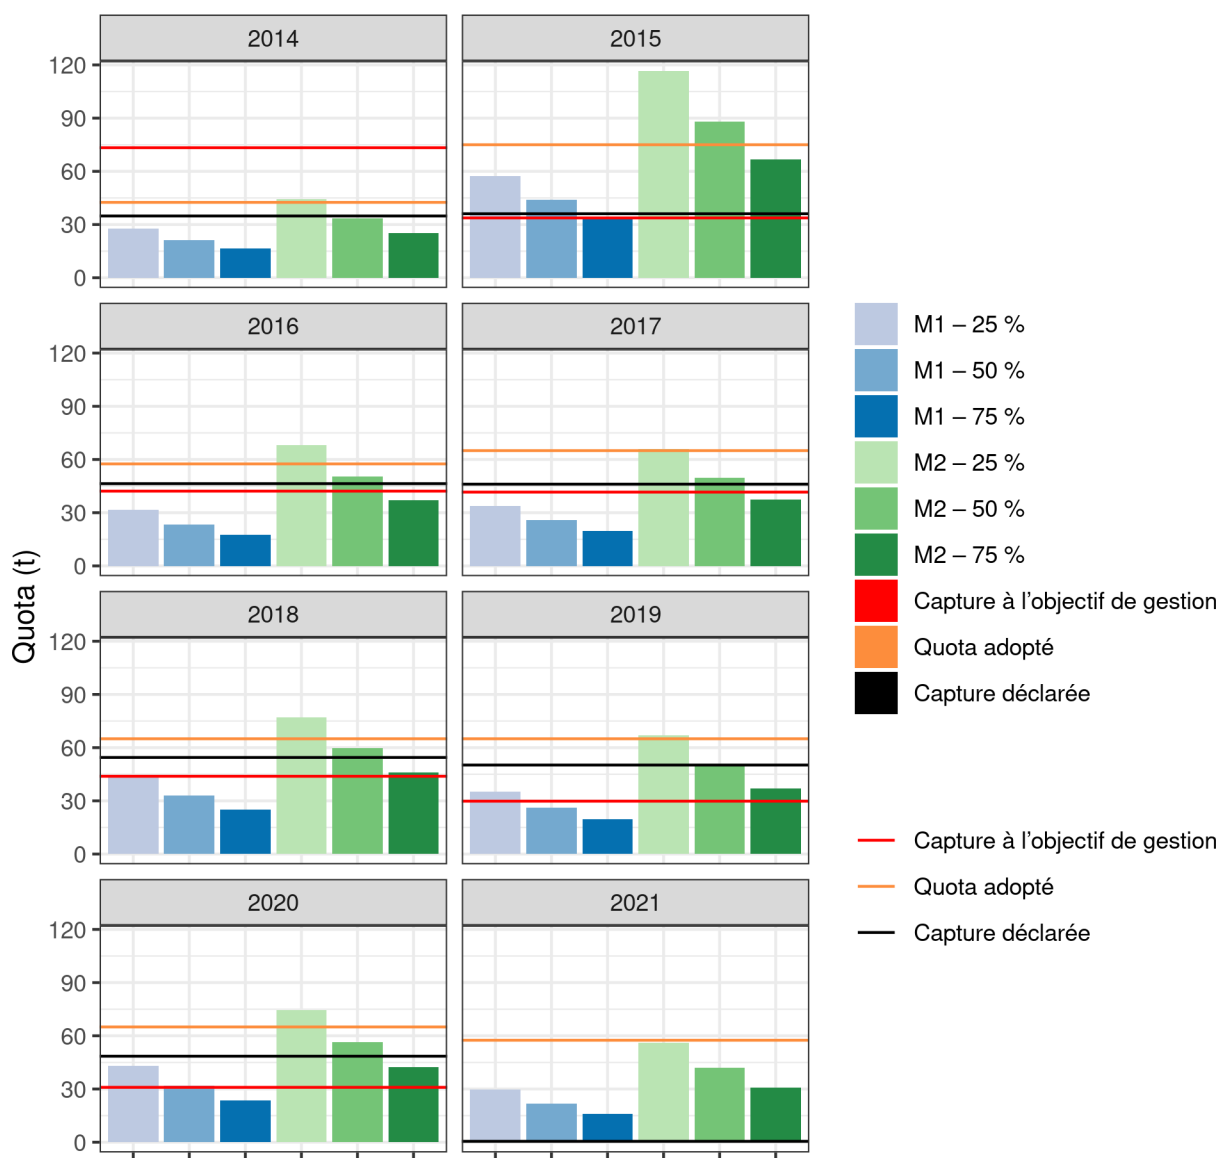 2014
2015
120
90
60
30
0
2016
2017
120
90
60
30
0
Quota (t)
2018
2019
120
90
60
30
0
2020
2021
120
90
60
30
0
M1 – 25 %
M1 – 50 %
M1 – 75 %
M2 – 25 %
M2 – 50 %
M2 – 75 %
Capture à l'objectif de gestion
Quota adopté
Capture déclarée
Capture à l'objectif de gestion
Quota adopté
Capture déclarée